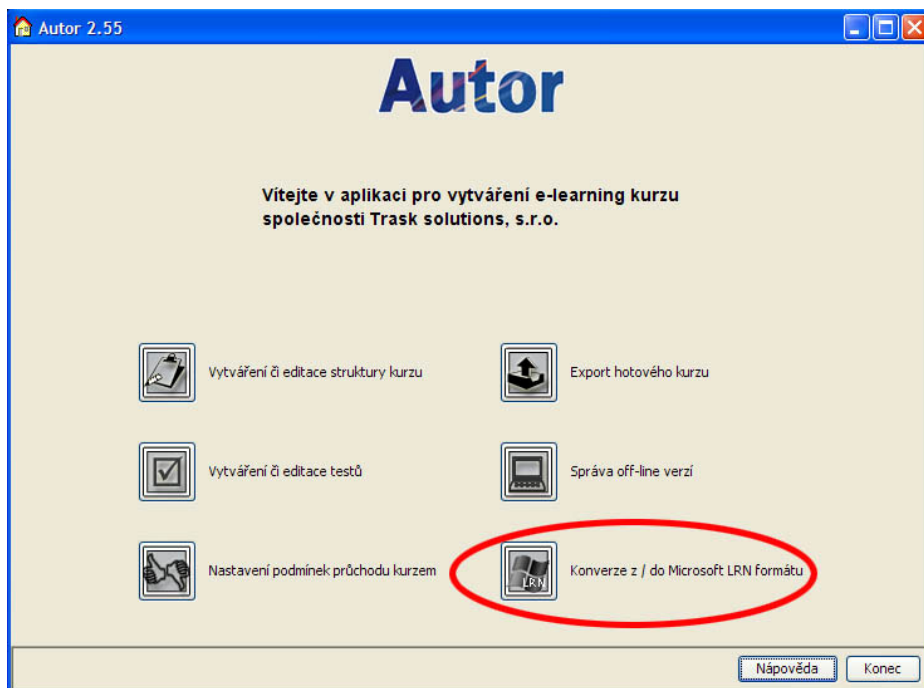 Autor 2.55
Autor
Vítejte v aplikaci pro vytváření e-learning kurzu
společnosti Trask solutions, s.r.o.
Vytváření či editace struktury kurzu
Export hotového kurzu
Vytváření či editace testů
Správa off-line verzí
Nastavení podmínek průchodu kurzem
LRN
Konverze z / do Microsoft LRN formátu
Nápověda
Konec